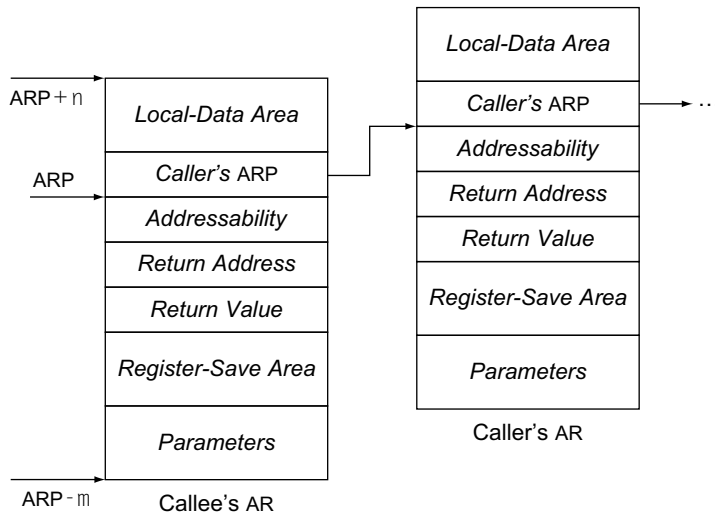 ARP+n
Local-Data Area
Caller's ARP
ARP
Addressability
Return Address
Return Value
Register-Save Area
Parameters
ARP-m
Callee's AR
Local-Data Area
Caller's ARP
..
Addressability
Return Address
Return Value
Register-Save Area
Parameters
Caller's AR